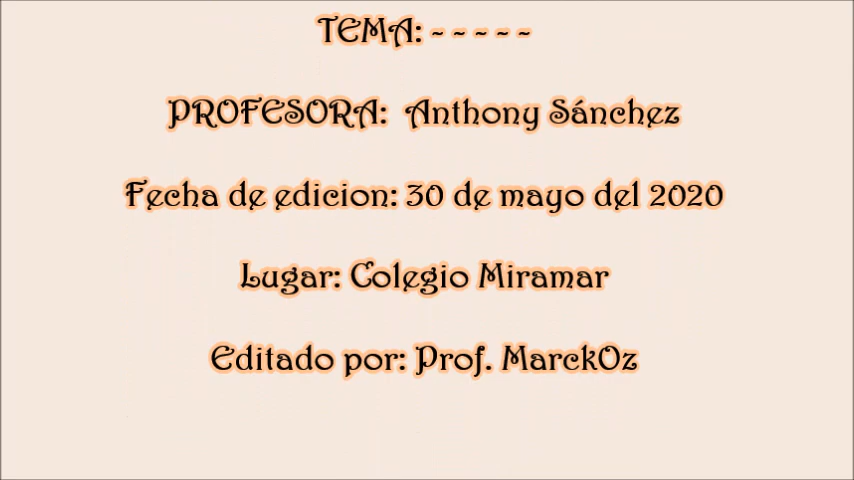 TEMA: ~ ~ ~ ~ ~
PROFESORA: Anthony Sánchez
Fecha de edicion: 30 de mayo del 2020
Lugar: Colegio Miramar
Editado por: Prof. MarckOz